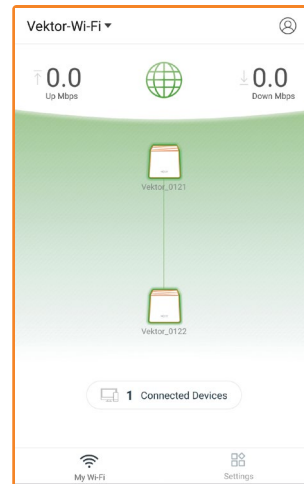 Vektor-Wi-Fi
0.0
Up Mbps
0.0
Down Mbps
Vektor_0121
Vektor_0122
1 Connected Devices
My Wi-Fi
Settings